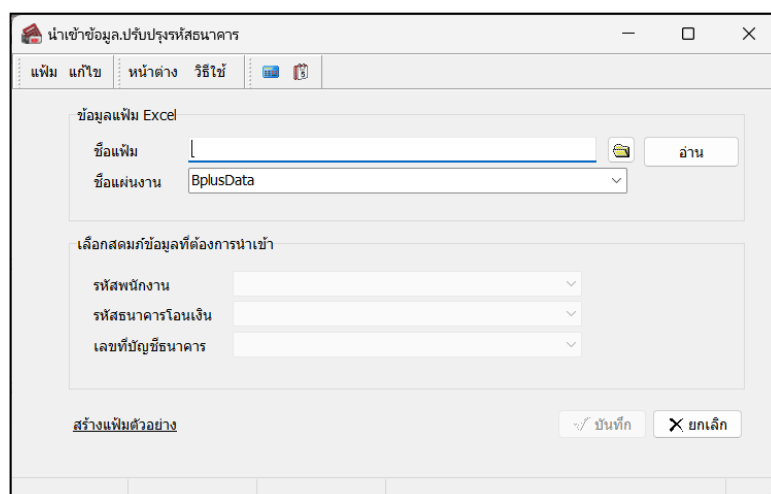 นำเข้าข้อมูล.ปรับปรุงรหัสธนาคาร
แฟ้ม แก้ไข หน้าต่าง วิธีใช้
ข้อมูลแฟ้ม Excel
ชื่อแฟ้ม
อ่าน
ชื่อแผ่นงาน BplusData
เลือกสดมภ์ข้อมูลที่ต้องการนำเข้า
รหัสพนักงาน
รหัสธนาคารโอนเงิน
เลขที่บัญชีธนาคาร
สร้างแฟ้มตัวอย่าง บันทึก ยกเลิก